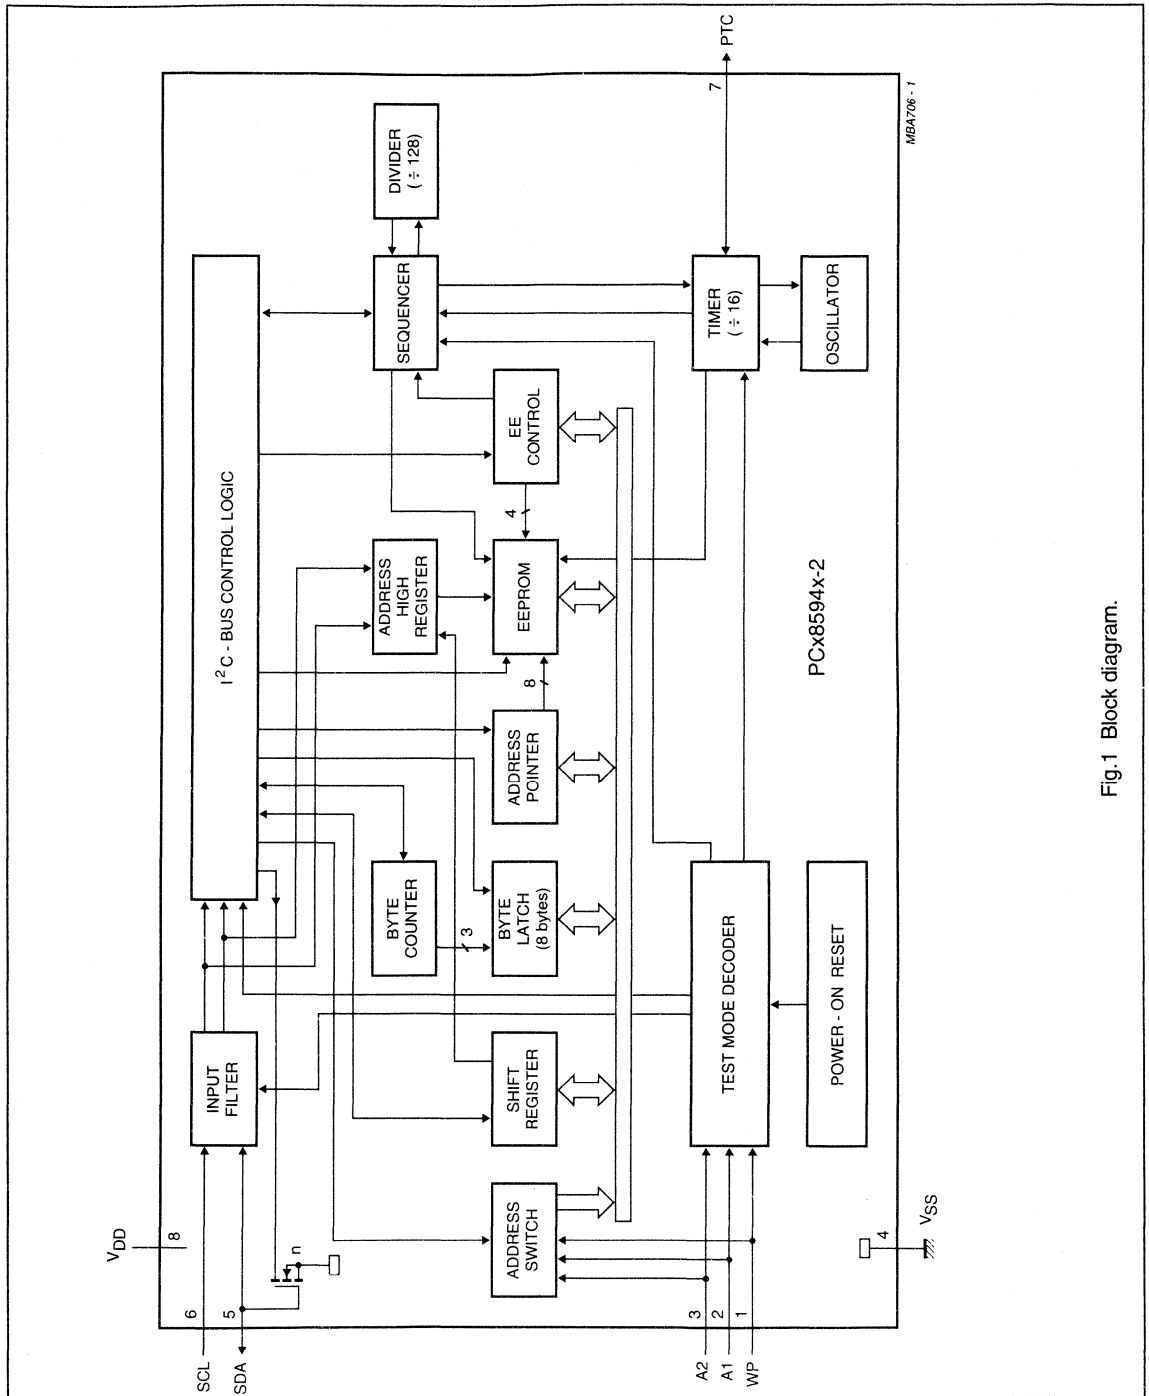 V_DD
8
SCL
6
SDA
5
n
INPUT
FILTER
I²C - BUS CONTROL LOGIC
BYTE
COUNTER
3
ADDRESS
HIGH
REGISTER
SEQUENCER
DIVIDER
(÷ 128)
ADDRESS
SWITCH
SHIFT
REGISTER
BYTE
LATCH
(8 bytes)
ADDRESS
POINTER
8
EEPROM
4
EE
CONTROL
A2
3
A1
2
WP
1
TEST MODE DECODER
TIMER
(÷ 16)
7
PTC
POWER - ON RESET
OSCILLATOR
PCx8594x-2
4
V_SS
MBA706 - 1
Fig.1 Block diagram.